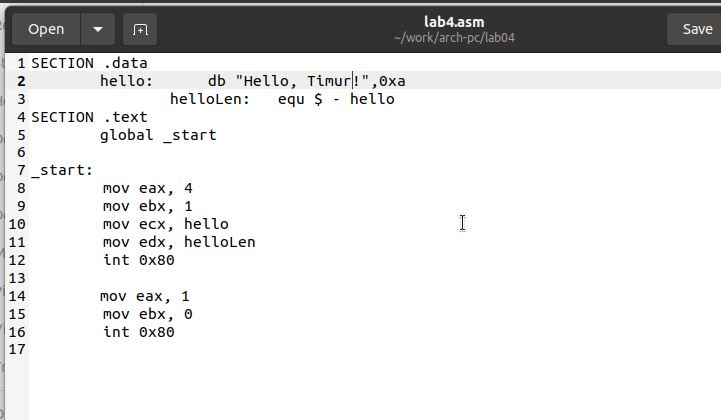 Open
lab4.asm
~/work/arch-pc/lab04
Save
1 SECTION .data
2 hello: db "Hello, Timur!",0xa
3 helloLen: equ $ - hello
4 SECTION .text
5 global _start
6
7 _start:
8 mov eax, 4
9 mov ebx, 1
10 mov ecx, hello
11 mov edx, helloLen
12 int 0x80
13
14 mov eax, 1
15 mov ebx, 0
16 int 0x80
17